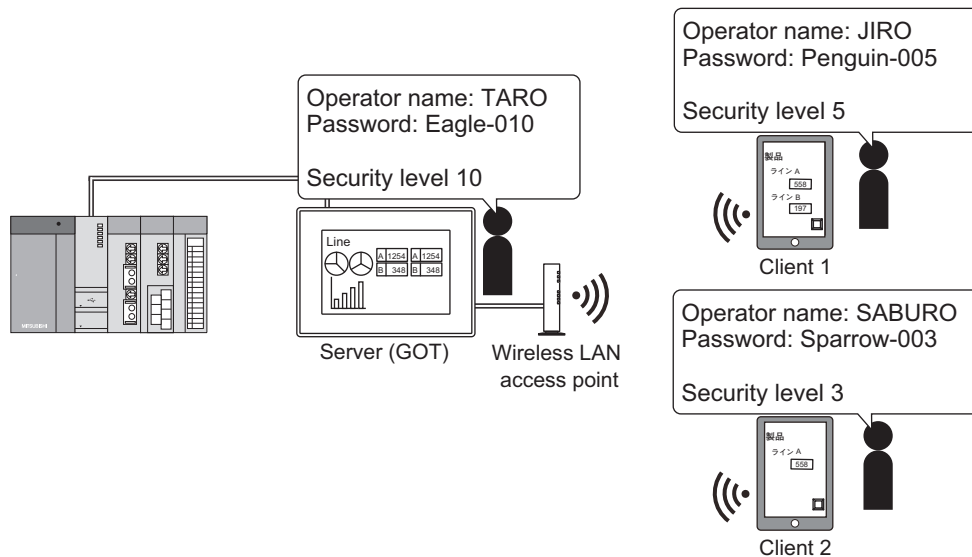 Operator name: TARO
Password: Eagle-010
Security level 10
MITSUBISHI
Line
A 1254 A 1254
B 348 B 348
Server (GOT)
Wireless LAN
access point
Operator name: JIRO
Password: Penguin-005
Security level 5
製品
ライン A
558
ライン B
197
Client 1
Operator name: SABURO
Password: Sparrow-003
Security level 3
製品
ライン A
558
Client 2